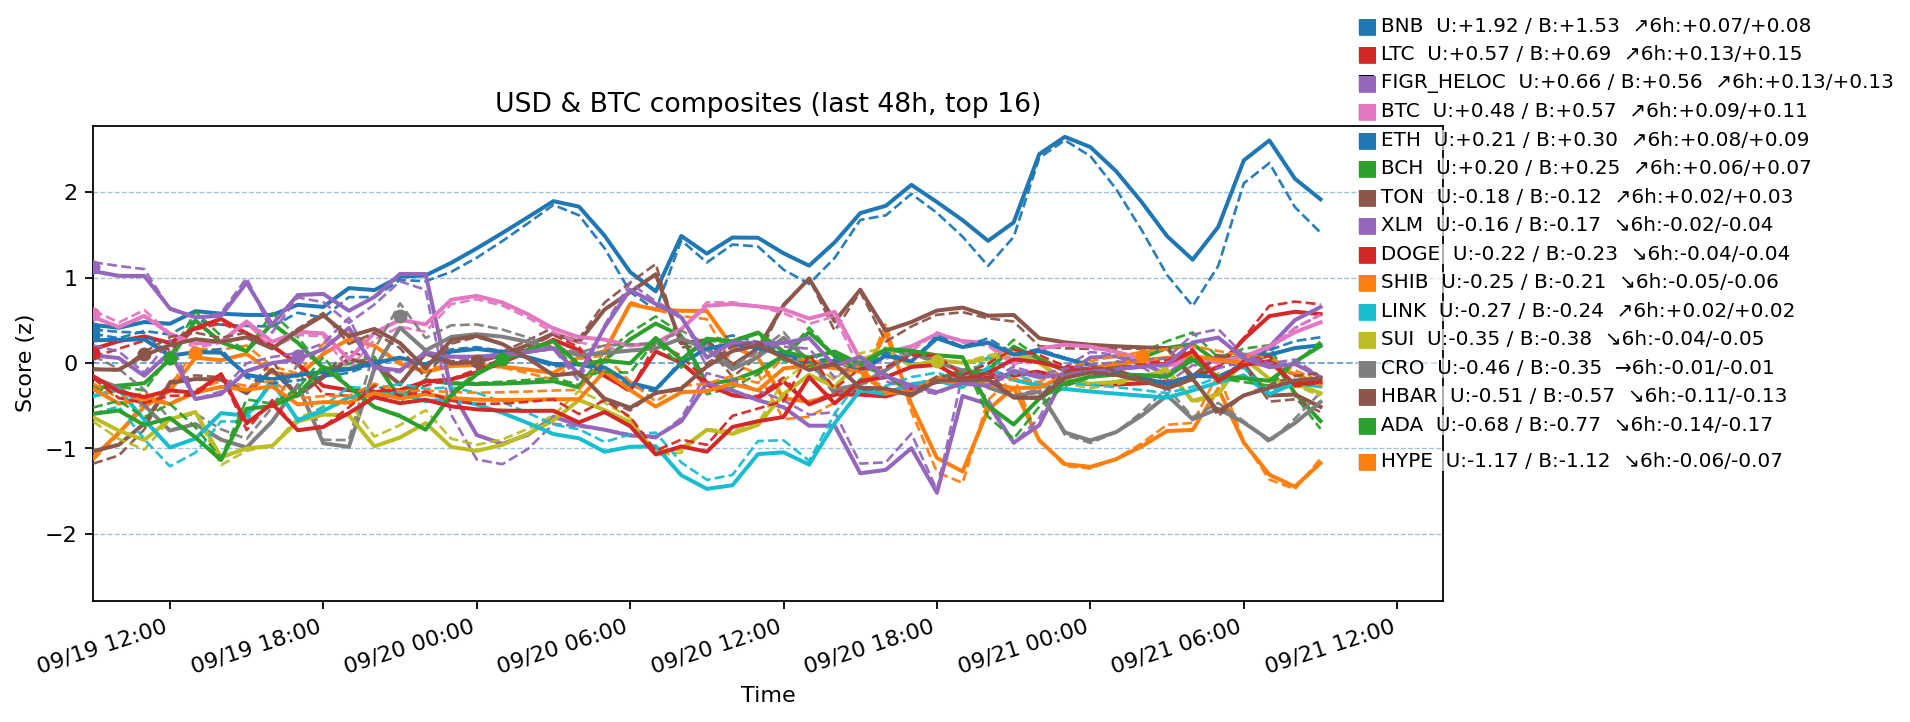 BNB  U:+1.92 / B:+1.53  ↗6h:+0.07/+0.08
LTC  U:+0.57 / B:+0.69  ↗6h:+0.13/+0.15
FIGR_HELOC  U:+0.66 / B:+0.56  ↗6h:+0.13/+0.13
USD & BTC composites (last 48h, top 16)
BTC  U:+0.48 / B:+0.57  ↗6h:+0.09/+0.11
ETH  U:+0.21 / B:+0.30  ↗6h:+0.08/+0.09
BCH  U:+0.20 / B:+0.25  ↗6h:+0.06/+0.07
TON  U:-0.18 / B:-0.12  ↗6h:+0.02/+0.03
XLM  U:-0.16 / B:-0.17  ↘6h:-0.02/-0.04
DOGE  U:-0.22 / B:-0.23  ↘6h:-0.04/-0.04
SHIB  U:-0.25 / B:-0.21  ↘6h:-0.05/-0.06
LINK  U:-0.27 / B:-0.24  ↗6h:+0.02/+0.02
SUI  U:-0.35 / B:-0.38  ↘6h:-0.04/-0.05
CRO  U:-0.46 / B:-0.35  →6h:-0.01/-0.01
HBAR  U:-0.51 / B:-0.57  ↘6h:-0.11/-0.13
ADA  U:-0.68 / B:-0.77  ↘6h:-0.14/-0.17
HYPE  U:-1.17 / B:-1.12  ↘6h:-0.06/-0.07
Score (z)
2
1
0
−1
−2
09/19 12:00
09/19 18:00
09/20 00:00
09/20 06:00
09/20 12:00
09/20 18:00
09/21 00:00
09/21 06:00
09/21 12:00
Time